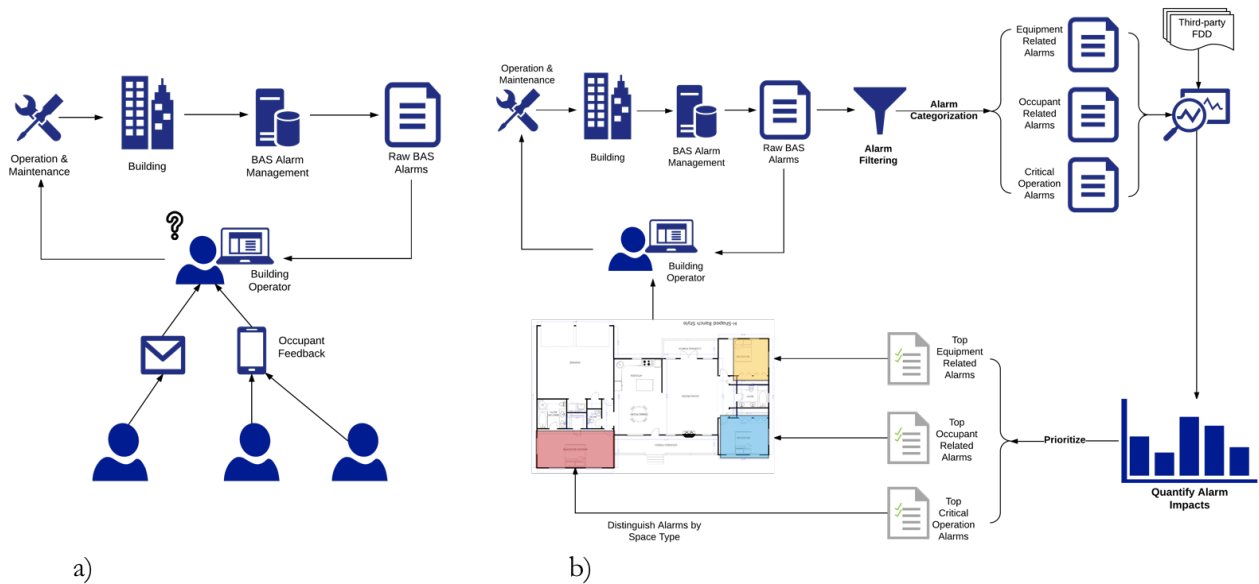 Operation &
Maintenance
Building
BAS Alarm
Management
Raw BAS
Alarms
?
Building
Operator
Occupant
Feedback
a)
Operation &
Maintenance
Building
BAS Alarm
Management
Raw BAS
Alarms
Alarm
Filtering
Alarm
Categorization
Equipment
Related
Alarms
Occupant
Related
Alarms
Critical
Operation
Alarms
Third-party
FDD
Building
Operator
H-Shaped Ranch Style
Top
Equipment
Related
Alarms
Top
Occupant
Related
Alarms
Top
Critical
Operation
Alarms
Prioritize
Quantify Alarm
Impacts
Distinguish Alarms by
Space Type
b)